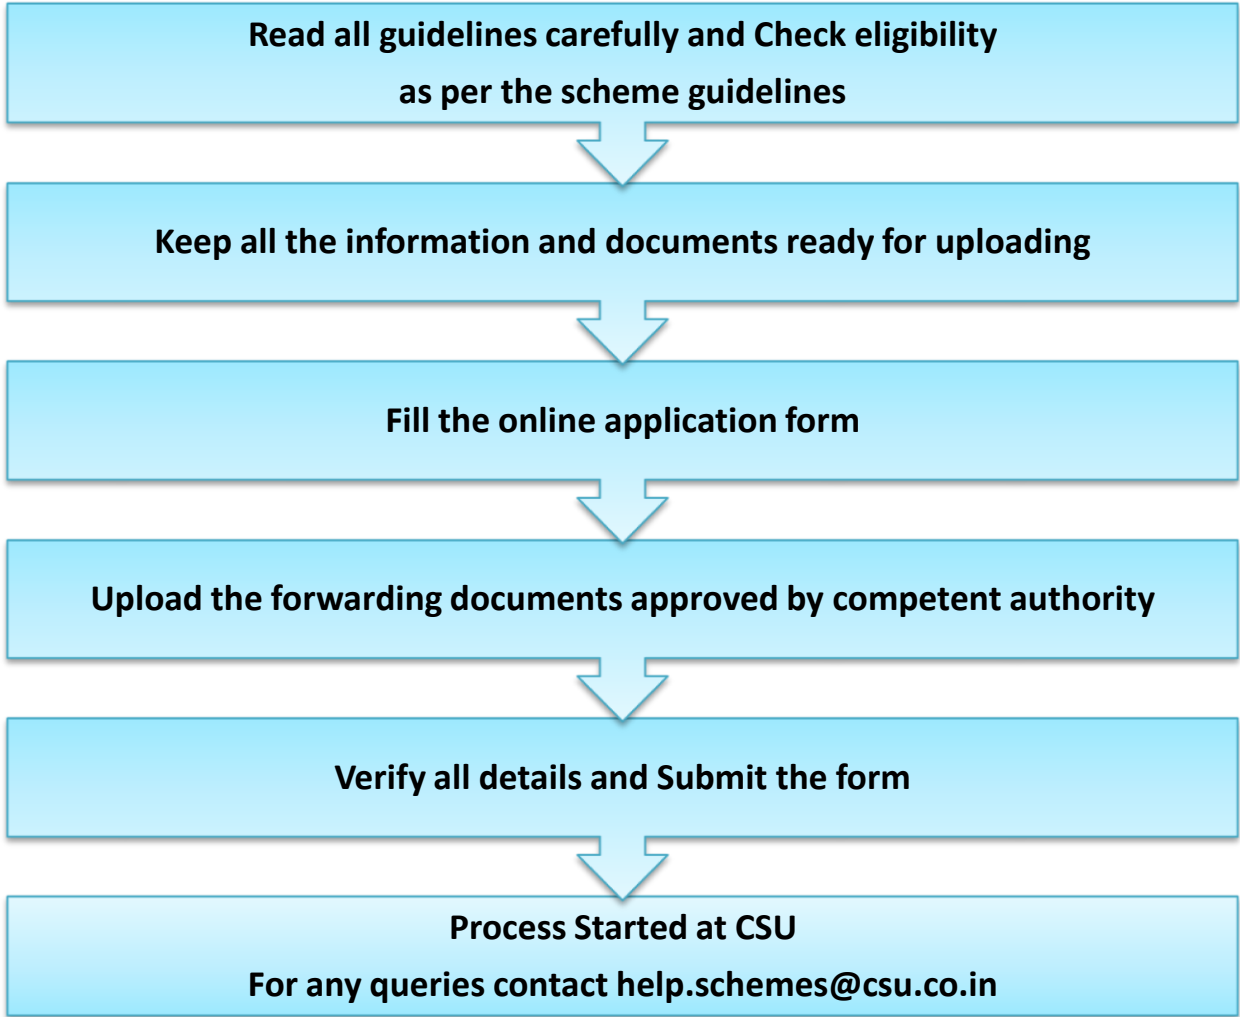 Read all guidelines carefully and Check eligibility
as per the scheme guidelines
Keep all the information and documents ready for uploading
Fill the online application form
Upload the forwarding documents approved by competent authority
Verify all details and Submit the form
Process Started at CSU
For any queries contact help.schemes@csu.co.in